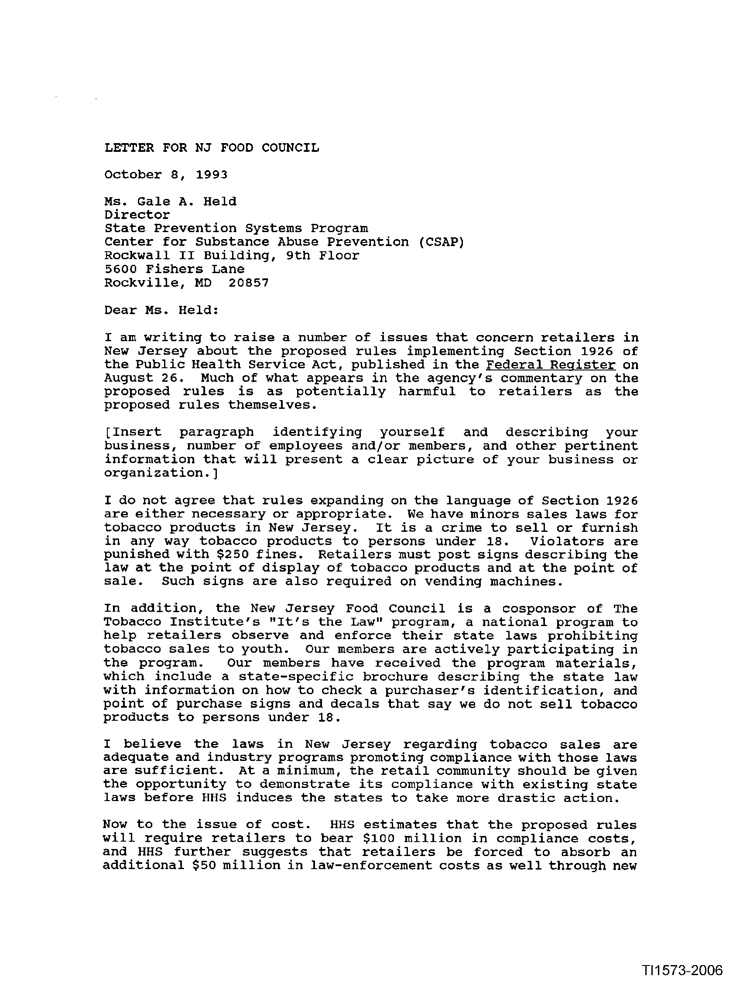 LETTER FOR NJ FOOD COUNCIL
October 8, 1993
Ms. Gale A. Held
Director
State Prevention Systems Program
Center for Substance Abuse Prevention (CSAP)
Rockwall II Building, 9th Floor
5600 Fishers Lane
Rockville, MD 20857
Dear Ms. Held:
I am writing to raise a number of issues that concern retailers in
New Jersey about the proposed rules implementing Section 1926 of
the Public Health Service Act, published in the Federal Register on
August 26. Much of what appears in the agency's commentary on the
proposed rules is as potentially harmful to retailers as the
proposed rules themselves.
[Insert paragraph identifying yourself and describing your
business, number of employees and/or members, and other pertinent
information that will present a clear picture of your business or
organization.]
I do not agree that rules expanding on the language of Section 1926
are either necessary or appropriate. We have minors sales laws for
tobacco products in New Jersey. It is a crime to sell or furnish
in any way tobacco products to persons under 18. Violators are
punished with $250 fines. Retailers must post signs describing the
law at the point of display of tobacco products and at the point of
sale. Such signs are also required on vending machines.
In addition, the New Jersey Food Council is a cosponsor of The
Tobacco Institute's "It's the Law" program, a national program to
help retailers observe and enforce their state laws prohibiting
tobacco sales to youth. Our members are actively participating in
the program. Our members have received the program materials,
which include a state-specific brochure describing the state law
with information on how to check a purchaser's identification, and
point of purchase signs and decals that say we do not sell tobacco
products to persons under 18.
I believe the laws in New Jersey regarding tobacco sales are
adequate and industry programs promoting compliance with those laws
are sufficient. At a minimum, the retail community should be given
the opportunity to demonstrate its compliance with existing state
laws before HHS induces the states to take more drastic action.
Now to the issue of cost. HHS estimates that the proposed rules
will require retailers to bear $100 million in compliance costs,
and HHS further suggests that retailers be forced to absorb an
additional $50 million in law-enforcement costs as well through new
TI1573-2006